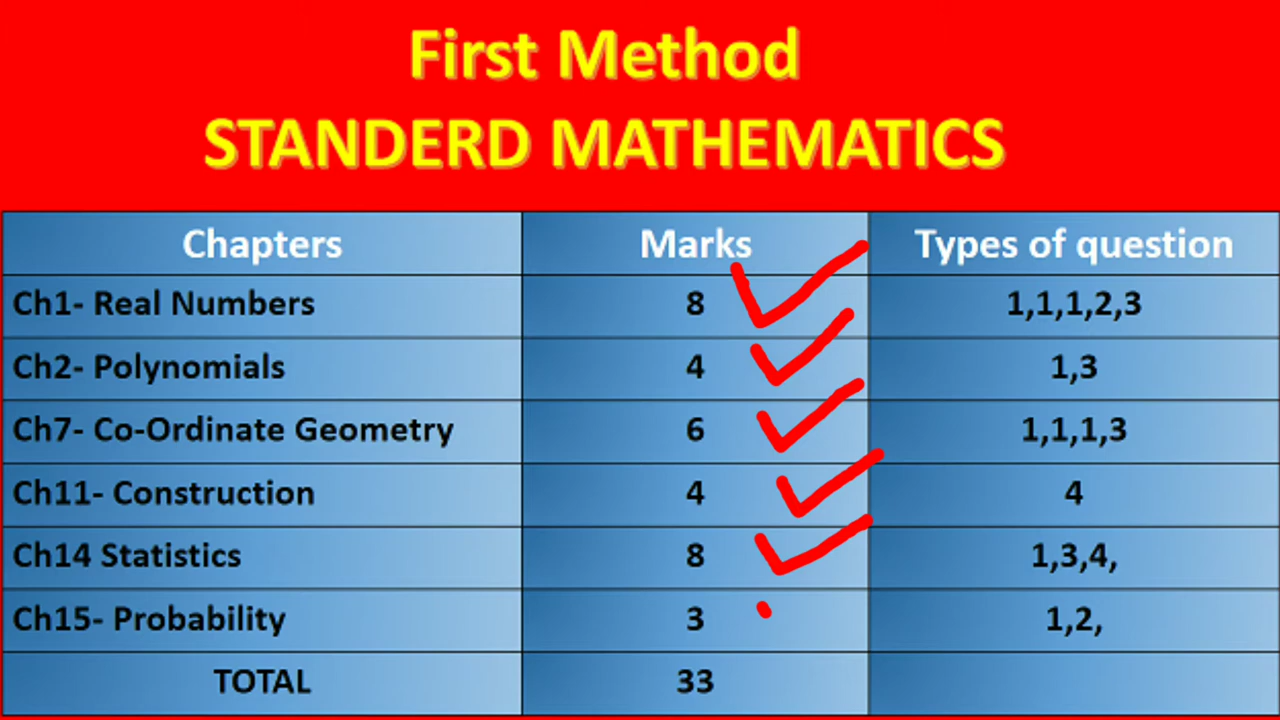 First Method
STANDERD MATHEMATICS
Chapters Marks Types of question
Ch1- Real Numbers 8 1,1,1,2,3
Ch2- Polynomials 4 1,3
Ch7- Co-Ordinate Geometry 6 1,1,1,3
Ch11- Construction 4 4
Ch14 Statistics 8 1,3,4,
Ch15- Probability 3 1,2,
TOTAL 33